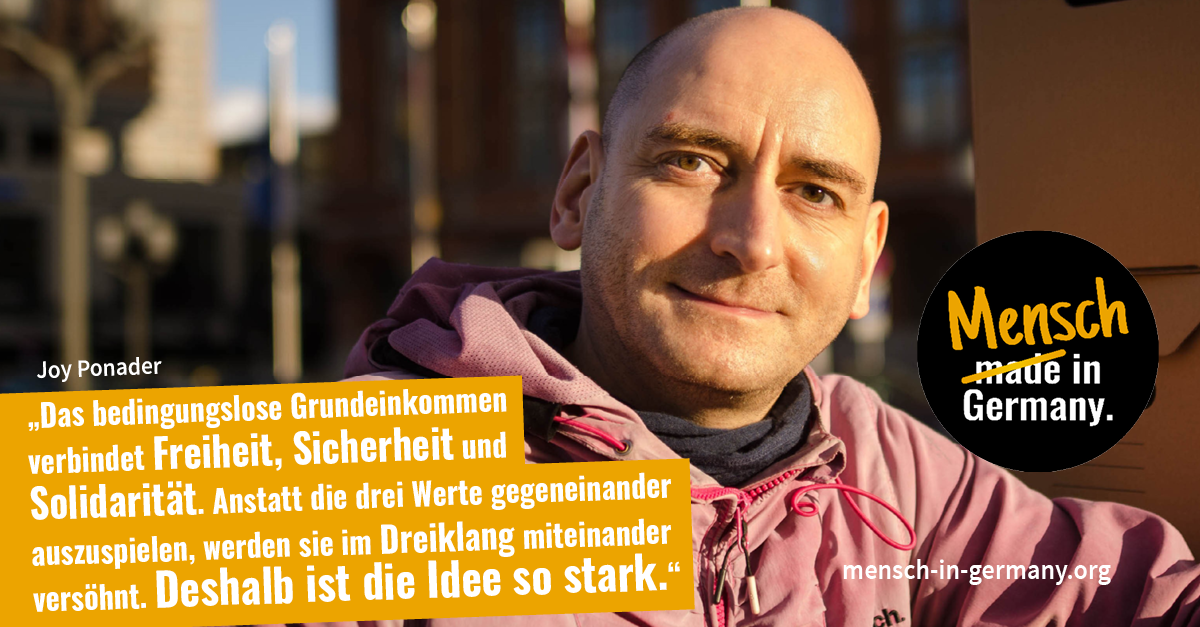 Joy Ponader
„Das bedingungslose Grundeinkommen
verbindet Freiheit, Sicherheit und
Solidarität. Anstatt die drei Werte gegeneinander
auszuspielen, werden sie im Dreiklang miteinander
versöhnt. Deshalb ist die Idee so stark.“
Mensch
made in
Germany.
mensch-in-germany.org
ch.